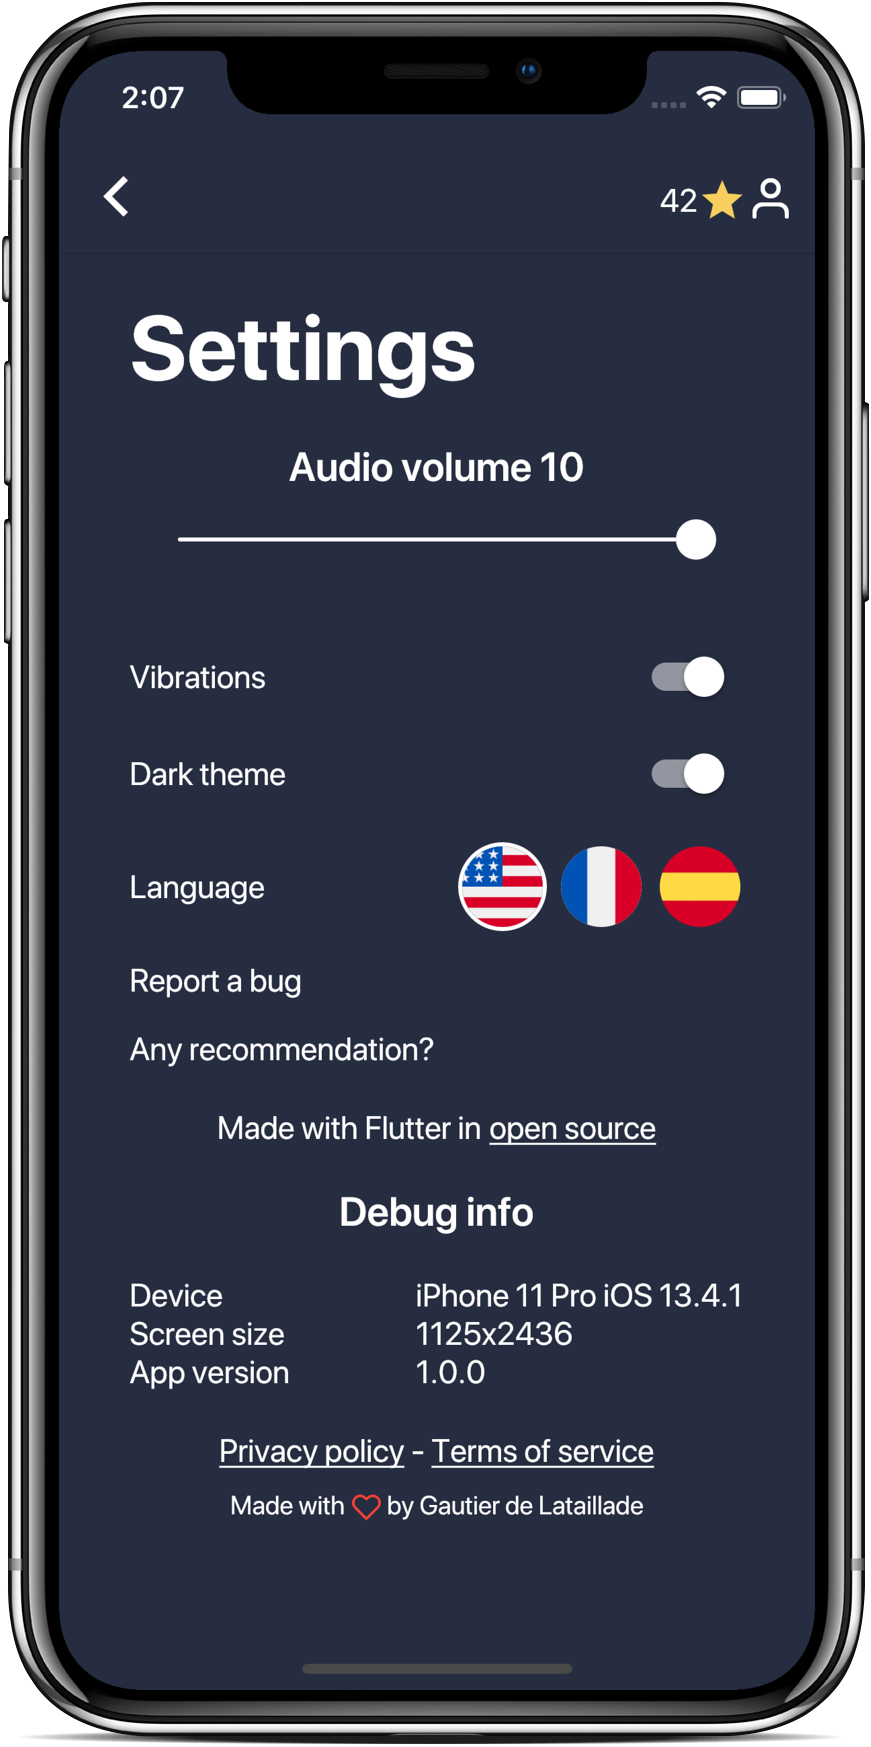 2:07
42
Settings
Audio volume 10
Vibrations
Dark theme
Language
Report a bug
Any recommendation?
Made with Flutter in open source
Debug info
Device iPhone 11 Pro iOS 13.4.1
Screen size 1125x2436
App version 1.0.0
Privacy policy - Terms of service
Made with by Gautier de Lataillade